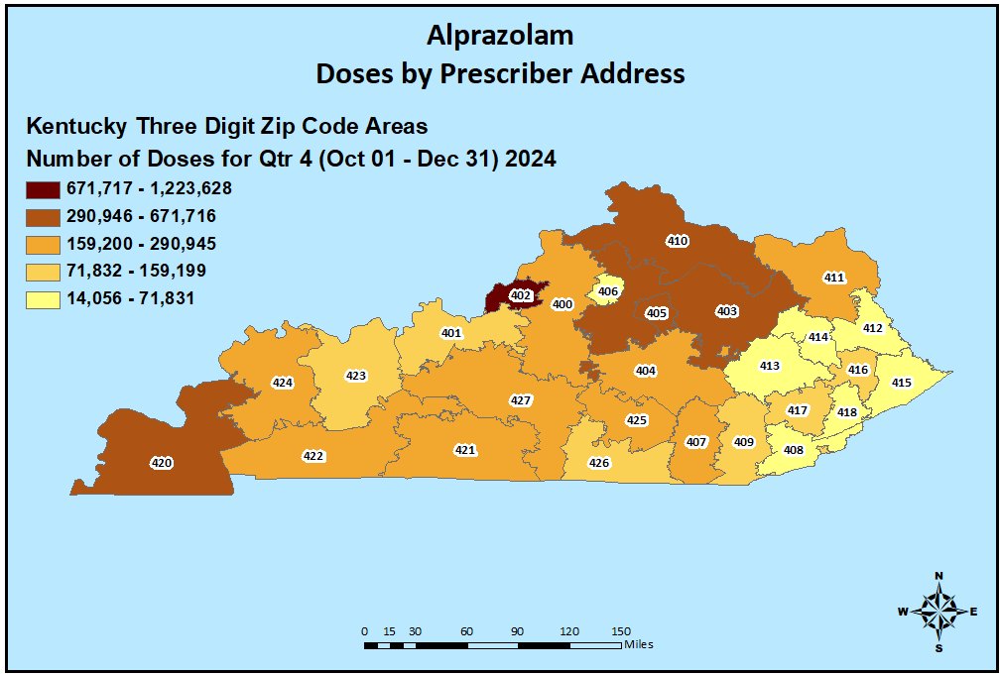 Alprazolam
Doses by Prescriber Address
Kentucky Three Digit Zip Code Areas
Number of Doses for Qtr 4 (Oct 01 - Dec 31) 2024
671,717 - 1,223,628
290,946 - 671,716
159,200 - 290,945
71,832 - 159,199
14,056 - 71,831
410
411
406
402
400
405
403
401
412
414
413
416
415
404
423
424
427
417
418
425
407
409
408
421
422
426
420
N
W E
S
0 15 30 60 90 120 150
Miles